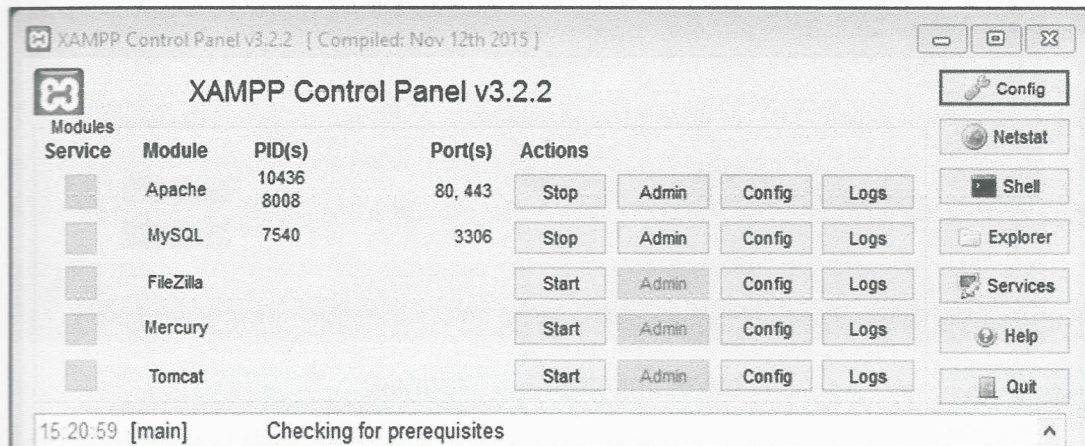 XAMPP Control Panel v3.2.2 [ Compiled: Nov 12th 2015 ]
XAMPP Control Panel v3.2.2
Config
Modules
Netstat
Service Module PID(s) Port(s) Actions
Apache 10436 8008 80, 443 Stop Admin Config Logs
Shell
MySQL 7540 3306 Stop Admin Config Logs
Explorer
FileZilla Start Admin Config Logs
Services
Mercury Start Admin Config Logs
Help
Tomcat Start Admin Config Logs
Quit
15:20:59 [main] Checking for prerequisites